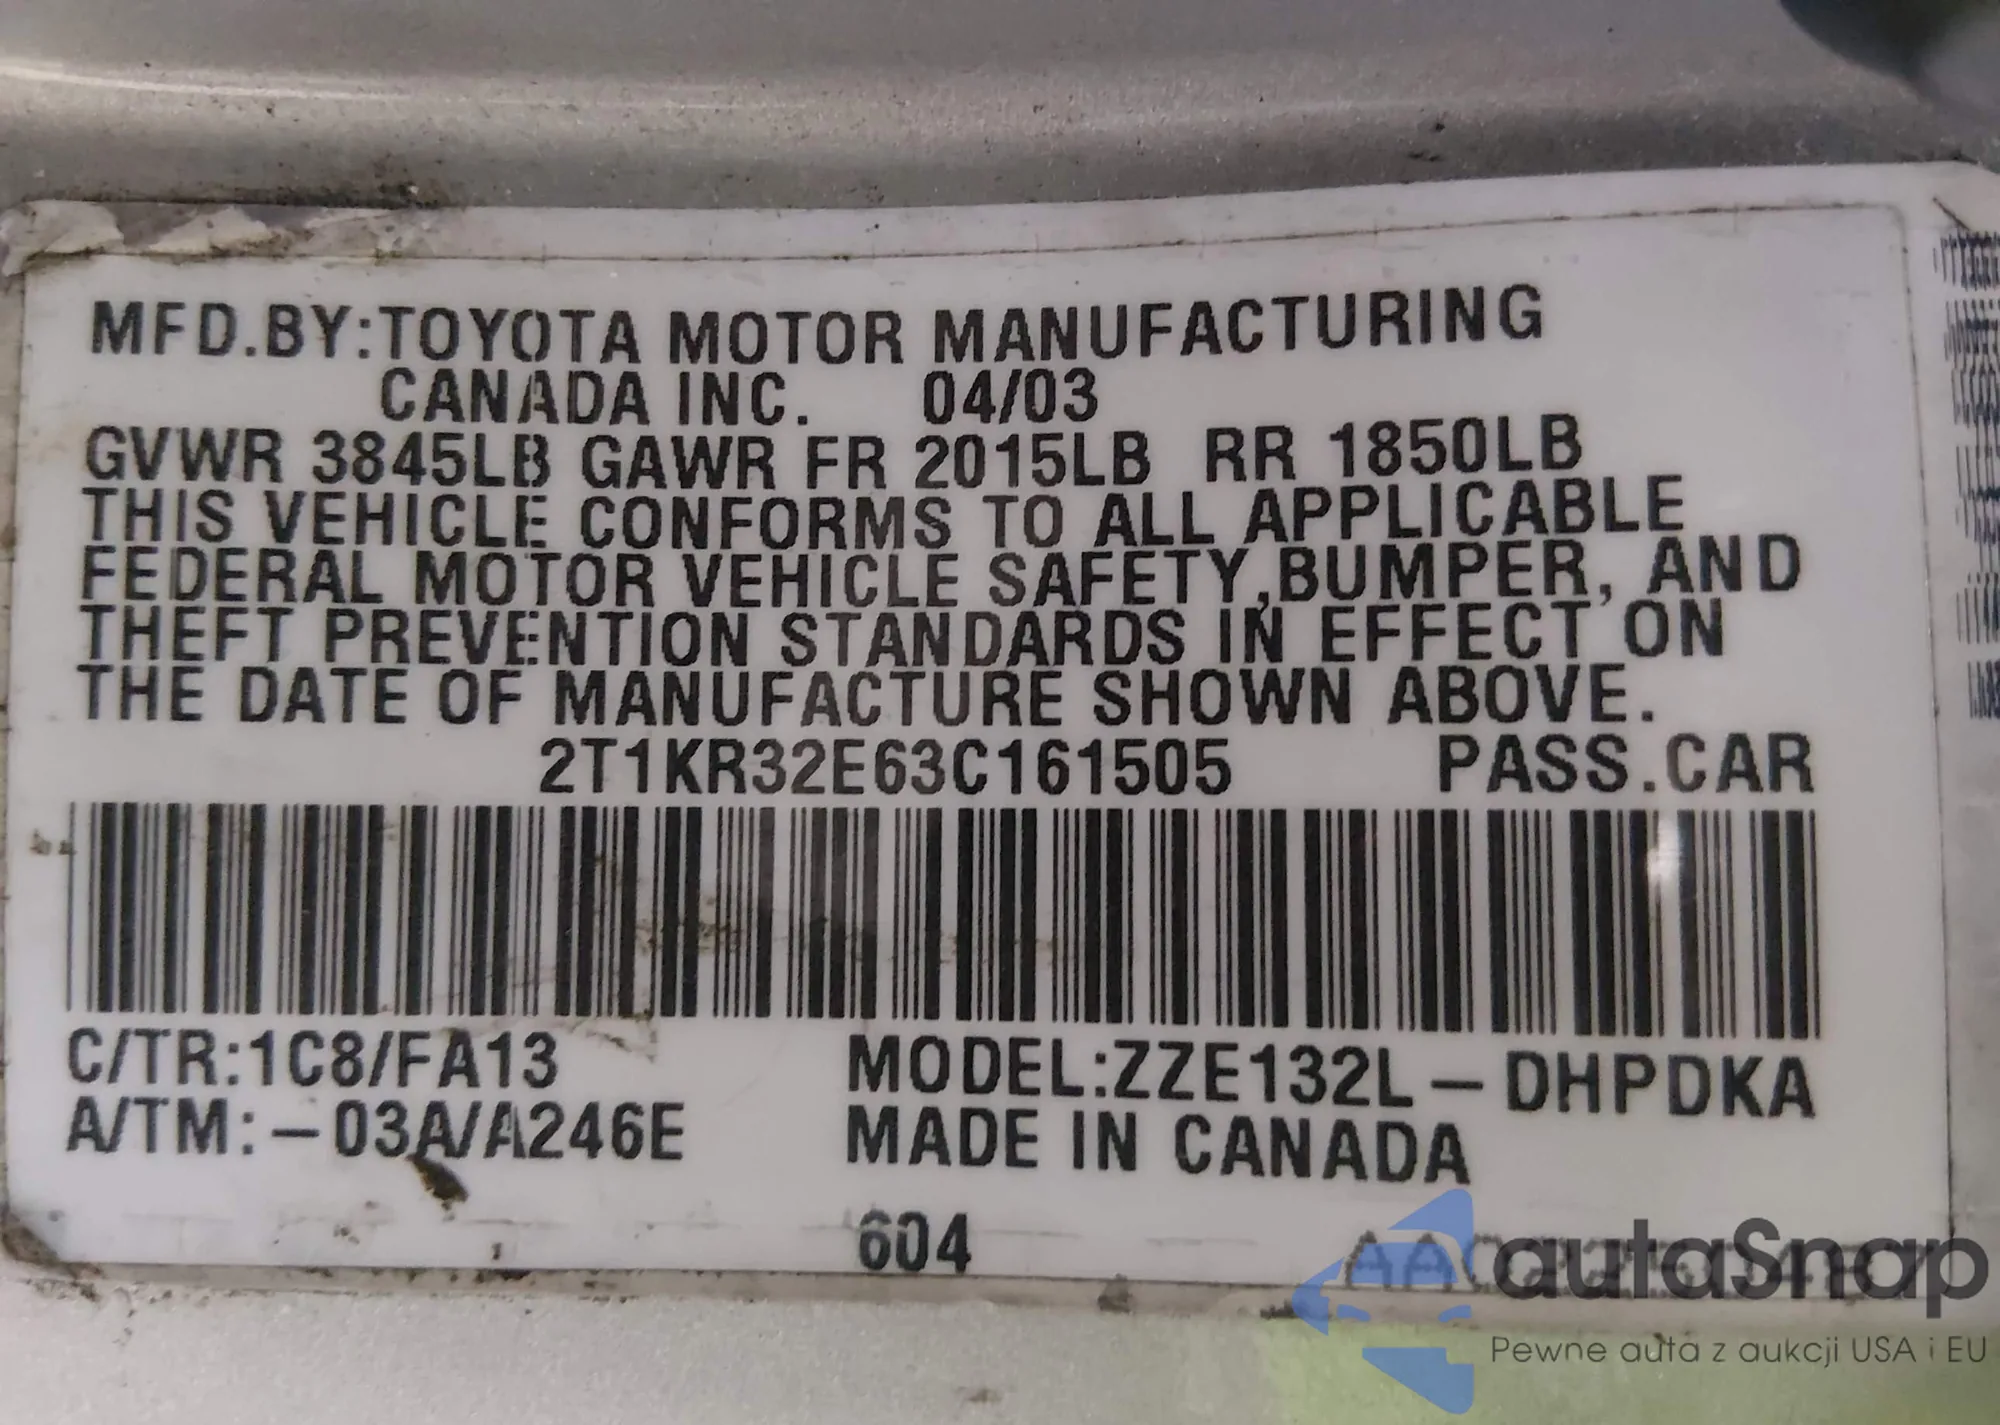 MFD.BY:TOYOTA MOTOR MANUFACTURING
CANADA INC. 04/03
GVWR 3845LB GAWR FR 2015LB RR 1850LB
THIS VEHICLE CONFORMS TO ALL APPLICABLE
FEDERAL MOTOR VEHICLE SAFETY,BUMPER, AND
THEFT PREVENTION STANDARDS IN EFFECT ON
THE DATE OF MANUFACTURE SHOWN ABOVE.
2T1KR32E63C161505 PASS.CAR
C/TR:1C8/FA13 MODEL:ZZE132L-DHPDKA
A/TM:-03A/A246E MADE IN CANADA
604
autaSnap
Pewne auta z aukcji USA i EU